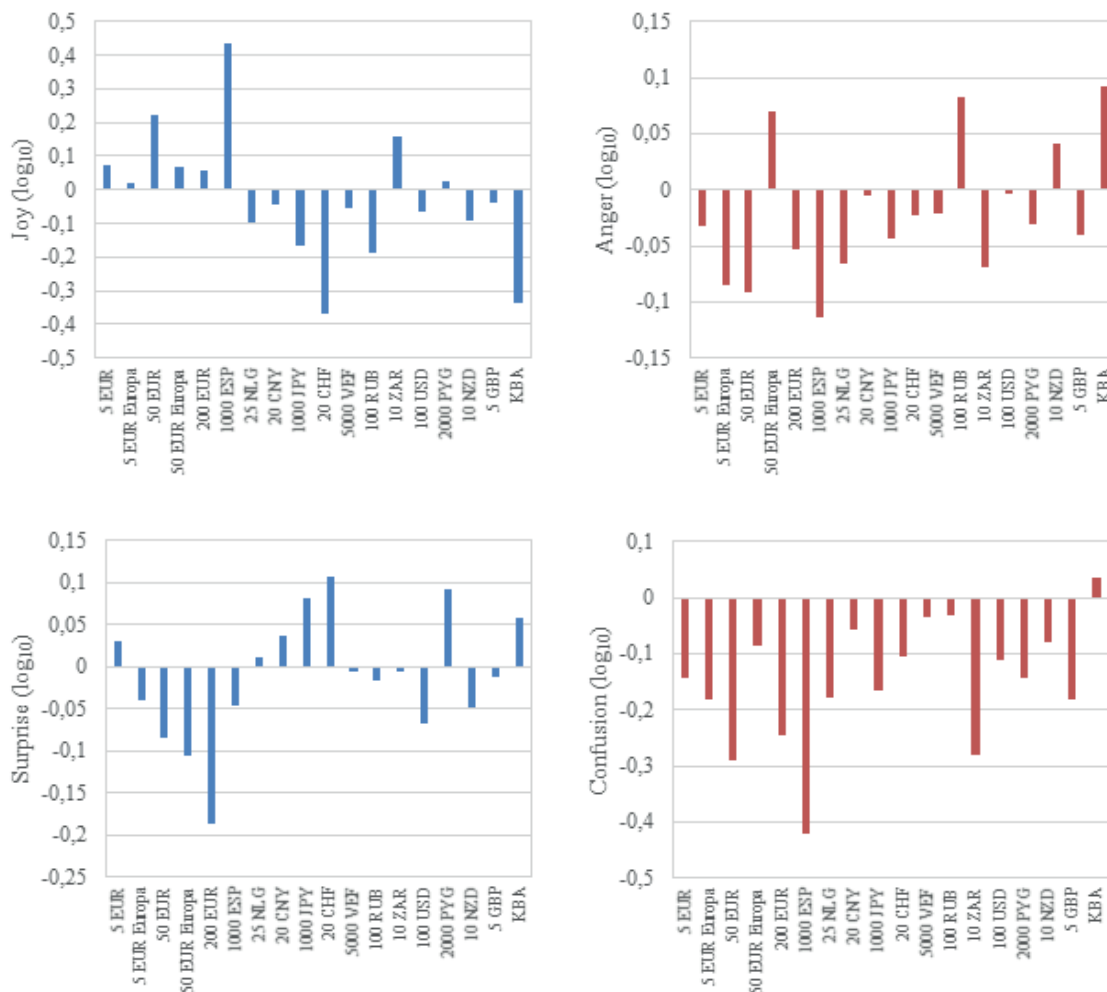 Joy (log10)
0,5
0,4
0,3
0,2
0,1
0
-0,1
-0,2
-0,3
-0,4
-0,5
5 EUR
5 EUR Europa
50 EUR
50 EUR Europa
200 EUR
1000 ESP
25 NLG
20 CNY
1000 JPY
20 CHF
5000 VEF
100 RUB
10 ZAR
100 USD
2000 PYG
10 NZD
5 GBP
KBA
Anger (log10)
0,15
0,1
0,05
0
-0,05
-0,1
-0,15
5 EUR
5 EUR Europa
50 EUR
50 EUR Europa
200 EUR
1000 ESP
25 NLG
20 CNY
1000 JPY
20 CHF
5000 VEF
100 RUB
10 ZAR
100 USD
2000 PYG
10 NZD
5 GBP
KBA
Surprise (log10)
0,15
0,1
0,05
0
-0,05
-0,1
-0,15
-0,2
-0,25
5 EUR
5 EUR Europa
50 EUR
50 EUR Europa
200 EUR
1000 ESP
25 NLG
20 CNY
1000 JPY
20 CHF
5000 VEF
100 RUB
10 ZAR
100 USD
2000 PYG
10 NZD
5 GBP
KBA
Confusion (log10)
0,1
0
-0,1
-0,2
-0,3
-0,4
-0,5
5 EUR
5 EUR Europa
50 EUR
50 EUR Europa
200 EUR
1000 ESP
25 NLG
20 CNY
1000 JPY
20 CHF
5000 VEF
100 RUB
10 ZAR
100 USD
2000 PYG
10 NZD
5 GBP
KBA